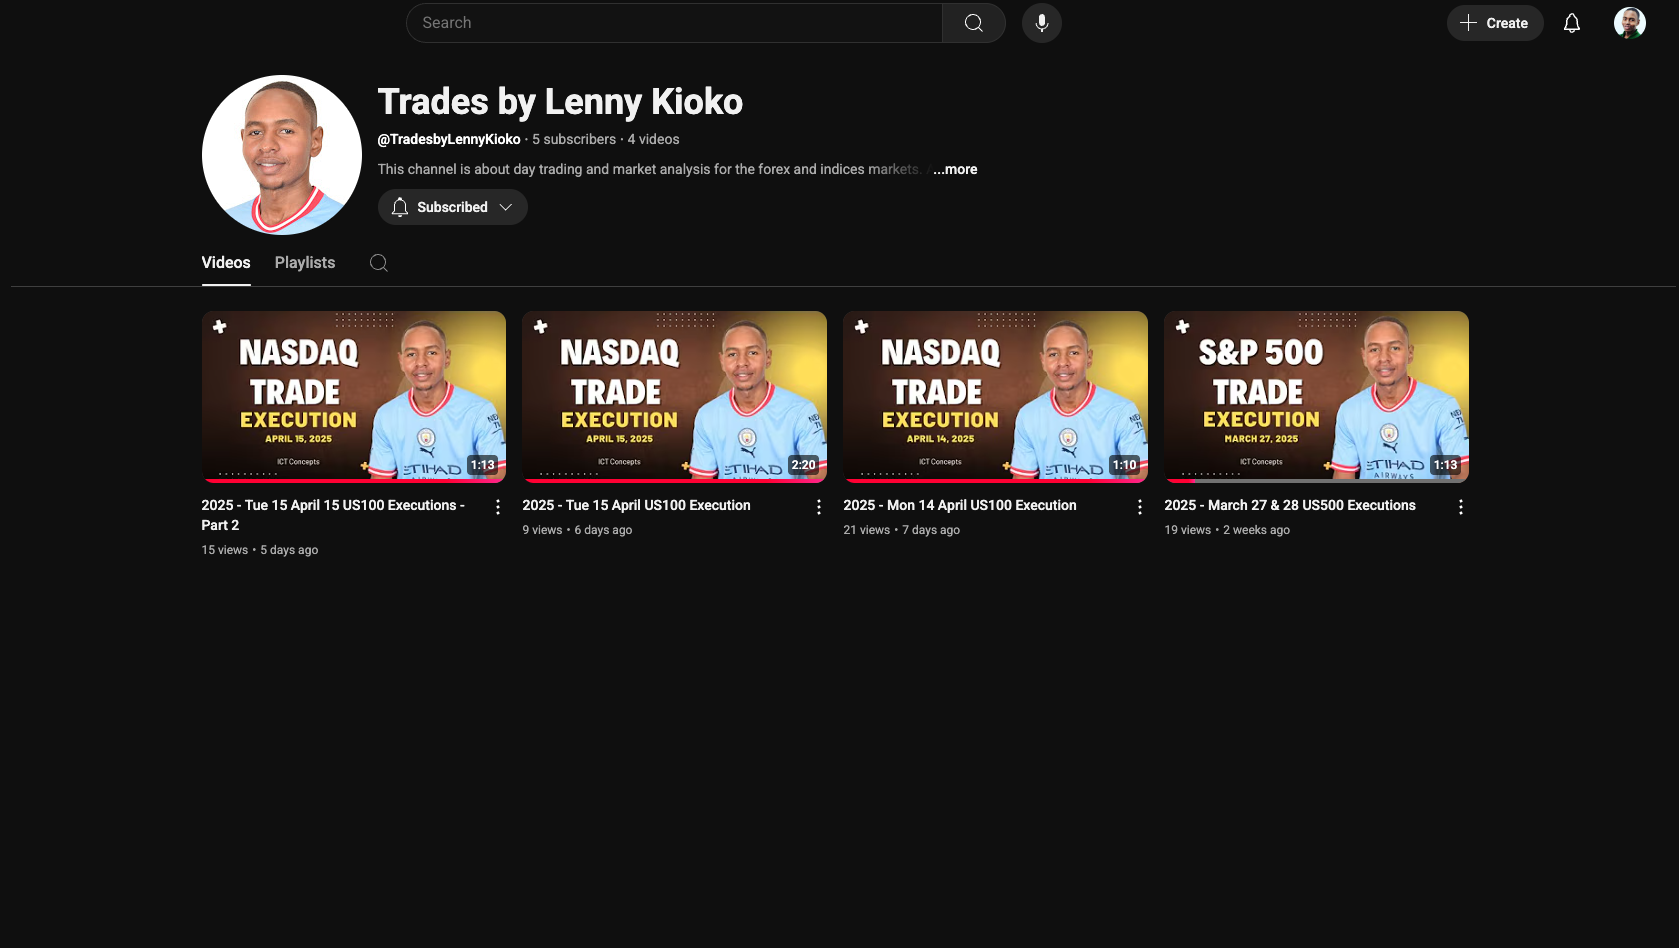 Search
Create
Trades by Lenny Kioko
@TradesbyLennyKioko · 5 subscribers · 4 videos
This channel is about day trading and market analysis for the forex and indices markets. ...more
Subscribed
Videos
Playlists
NASDAQ
TRADE
EXECUTION
APRIL 15, 2025
ICT Concepts
ETIHAD
1:13
2025 - Tue 15 April 15 US100 Executions -
Part 2
15 views • 5 days ago
NASDAQ
TRADE
EXECUTION
APRIL 15, 2025
ICT Concepts
ETIHAD
2:20
2025 - Tue 15 April US100 Execution
9 views • 6 days ago
NASDAQ
TRADE
EXECUTION
APRIL 14, 2025
ICT Concepts
ETIHAD
1:10
2025 - Mon 14 April US100 Execution
21 views • 7 days ago
S&P 500
TRADE
EXECUTION
MARCH 27, 2025
ICT Concepts
ETIHAD
AIRWAYS
1:13
2025 - March 27 & 28 US500 Executions
19 views • 2 weeks ago